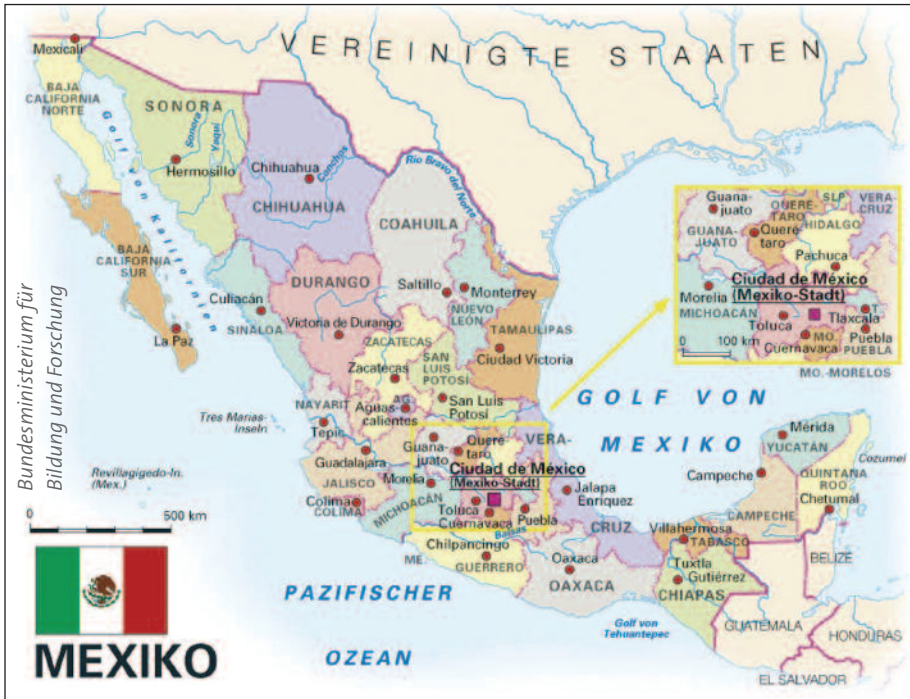 VEREINIGTE STAATEN
Mexicali
BAJA
CALIFORNIA
NORTE
SONORA
Sonora
Yaqui
Hermosillo
Golf von Kalifornien
Chihuahua
Conchos
CHIHUAHUA
Rio Bravo del Norte
COAHUILA
BAJA
CALIFORNIA
SUR
La Paz
Culiacán
SINALOA
DURANGO
Victoria de Durango
Saltillo
Monterrey
NUEVO
LEÓN
TAMAULIPAS
Ciudad Victoria
ZACATECAS
Zacatecas
SAN
LUIS
POTOSÍ
San Luis
Potosí
AG.
Aguas-
calientes
NAYARIT
Tepic
Tres Marias-
Inseln
Revillagigedo-In.
(Mex.)
Guadalajara
JALISCO
Colima
COLIMA
Guana-
juato
Quere-
taro
VERA-
CRUZ
Ciudad de México
(Mexiko-Stadt)
Morelia
MICHOACÁN
Toluca
Cuernavaca
Puebla
Balsas
Jalapa
Enriquez
ME.
Chilpancingo
GUERRERO
Oaxaca
OAXACA
Villahermosa
TABASCO
Tuxtla
Gutiérrez
CHIAPAS
Golf von
Tehuantepec
Mérida
YUCATÁN
Cozumel
Campeche
CAMPECHE
QUINTANA
ROO
Chetumal
BELIZE
GUATEMALA
HONDURAS
EL SALVADOR
GOLF VON
MEXIKO
PAZIFISCHER
OZEAN
Guana-
juato
GUANA-
JUATO
QUERE-
TARO
Quere-
taro
SLP
VERA-
CRUZ
HIDALGO
Pachuca
Ciudad de México
(Mexiko-Stadt)
Morelia
MICHOACÁN
Toluca
T.
Tlaxcala
Puebla
PUEBLA
MO.
Cuernavaca
0 100 km
MO.-MORELOS
Bundesministerium für
Bildung und Forschung
0 500 km
MEXIKO